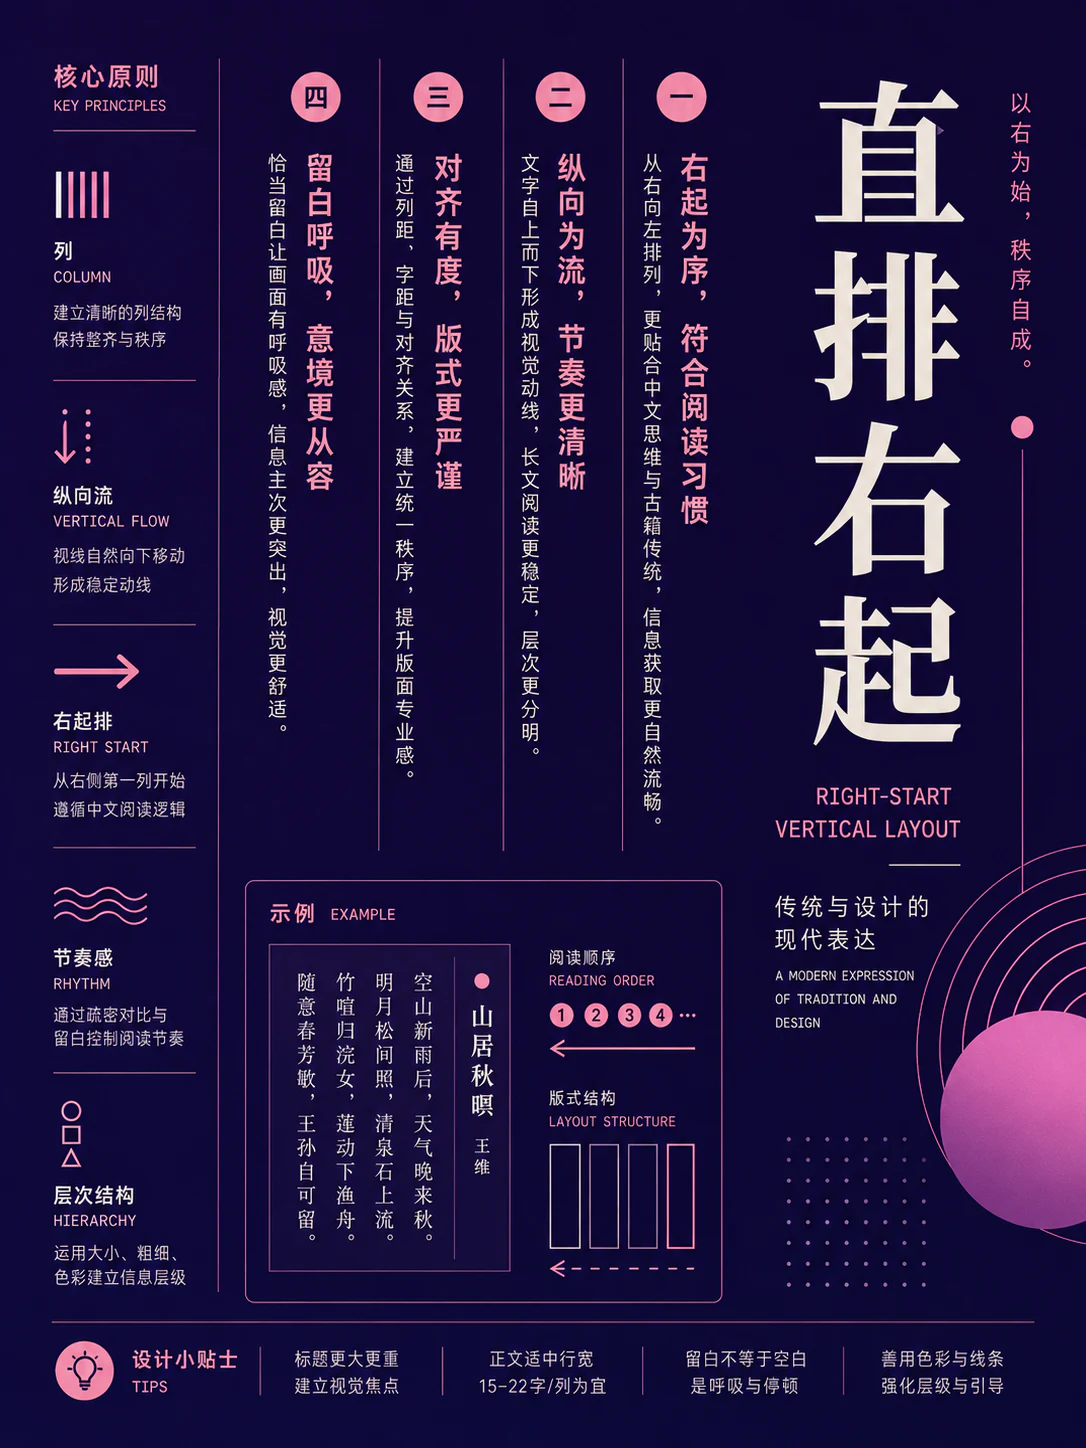 以右为始，秩序自成。
直排右起
RIGHT-START
VERTICAL LAYOUT
传统与设计的
现代表达
A MODERN EXPRESSION
OF TRADITION AND
DESIGN
一
右起为序，符合阅读习惯
从右向左排列，更贴合中文思维与古籍传统，信息获取更自然流畅。
二
纵向为流，节奏更清晰
文字自上而下形成视觉动线，长文阅读更稳定，层次更分明。
三
对齐有度，版式更严谨
通过列距、字距与对齐关系，建立统一秩序，提升版面专业感。
四
留白呼吸，意境更从容
恰当留白让画面有呼吸感，信息主次更突出，视觉更舒适。
核心原则
KEY PRINCIPLES
列
COLUMN
建立清晰的列结构
保持整齐与秩序
纵向流
VERTICAL FLOW
视线自然向下移动
形成稳定动线
右起排
RIGHT START
从右侧第一列开始
遵循中文阅读逻辑
节奏感
RHYTHM
通过疏密对比与
留白控制阅读节奏
层次结构
HIERARCHY
运用大小、粗细、
色彩建立信息层级
示例 EXAMPLE
山居秋暝 王维
空山新雨后，天气晚来秋。
明月松间照，清泉石上流。
竹喧归浣女，莲动下渔舟。
随意春芳敏，王孙自可留。
阅读顺序
READING ORDER
1 2 3 4 ···
版式结构
LAYOUT STRUCTURE
设计小贴士
TIPS
标题更大更重
建立视觉焦点
正文适中行宽
15-22字/列为宜
留白不等于空白
是呼吸与停顿
善用色彩与线条
强化层级与引导